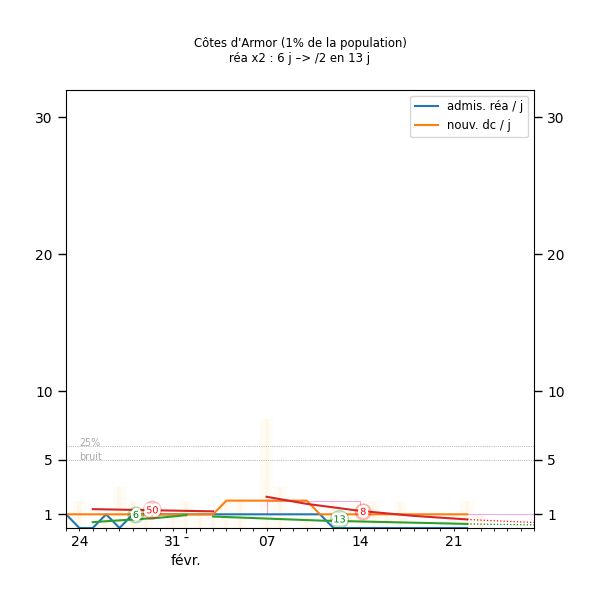 Côtes d'Armor (1% de la population)
réa x2 : 6 j –> /2 en 13 j
admis. réa / j
nouv. dc / j
30 30
20 20
10 10
25%
5 bruit 5
6 -50 13 8
1 1
24 31 - 07 14 21
févr.